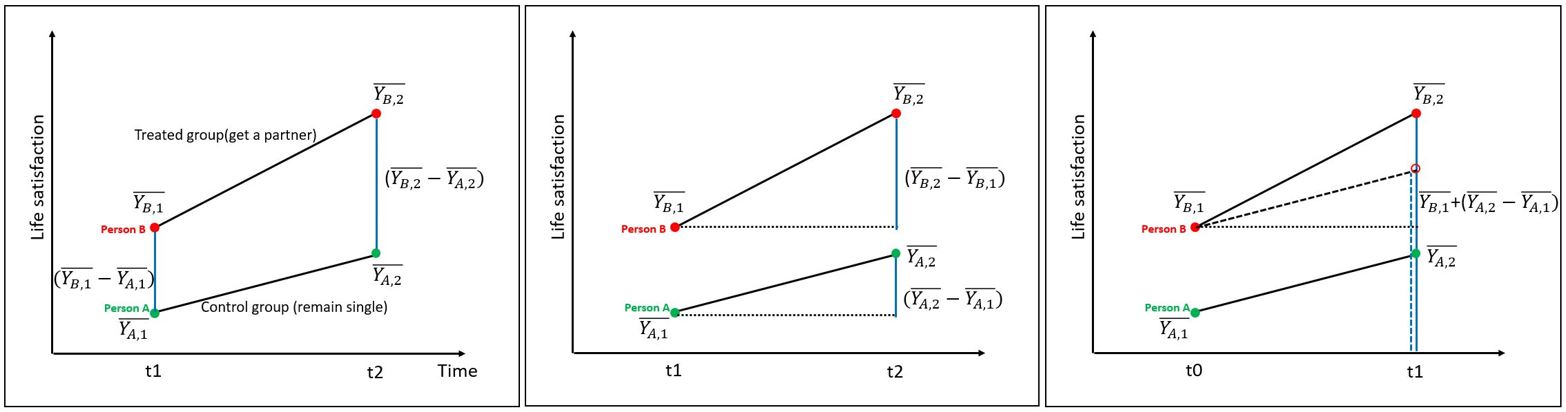 Life satisfaction
$\overline{Y_{B,2}}$
Treated group(get a partner)
$(\overline{Y_{B,2}} - \overline{Y_{A,2}})$
$\overline{Y_{B,1}}$
Person B
$(\overline{Y_{B,1}} - \overline{Y_{A,1}})$
$\overline{Y_{A,2}}$
Person A
Control group (remain single)
$\overline{Y_{A,1}}$
t1
t2
Time
Life satisfaction
$\overline{Y_{B,2}}$
$(\overline{Y_{B,2}} - \overline{Y_{B,1}})$
$\overline{Y_{B,1}}$
Person B
$\overline{Y_{A,2}}$
$(\overline{Y_{A,2}} - \overline{Y_{A,1}})$
Person A
$\overline{Y_{A,1}}$
t1
t2
Life satisfaction
$\overline{Y_{B,2}}$
$\overline{Y_{B,1}}$
$\overline{Y_{B,1}}+(\overline{Y_{A,2}} - \overline{Y_{A,1}})$
Person B
$\overline{Y_{A,2}}$
Person A
$\overline{Y_{A,1}}$
t0
t1